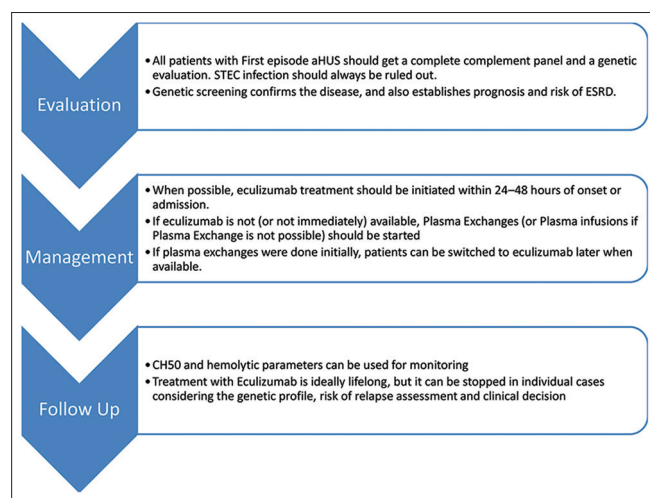 Evaluation
• All patients with First episode aHUS should get a complete complement panel and a genetic
evaluation. STEC infection should always be ruled out.
• Genetic screening confirms the disease, and also establishes prognosis and risk of ESRD.
Management
• When possible, eculizumab treatment should be initiated within 24–48 hours of onset or
admission.
• If eculizumab is not (or not immediately) available, Plasma Exchanges (or Plasma infusions if
Plasma Exchange is not possible) should be started
• If plasma exchanges were done initially, patients can be switched to eculizumab later when
available.
Follow Up
• CH50 and hemolytic parameters can be used for monitoring
• Treatment with Eculizumab is ideally lifelong, but it can be stopped in individual cases
considering the genetic profile, risk of relapse assessment and clinical decision